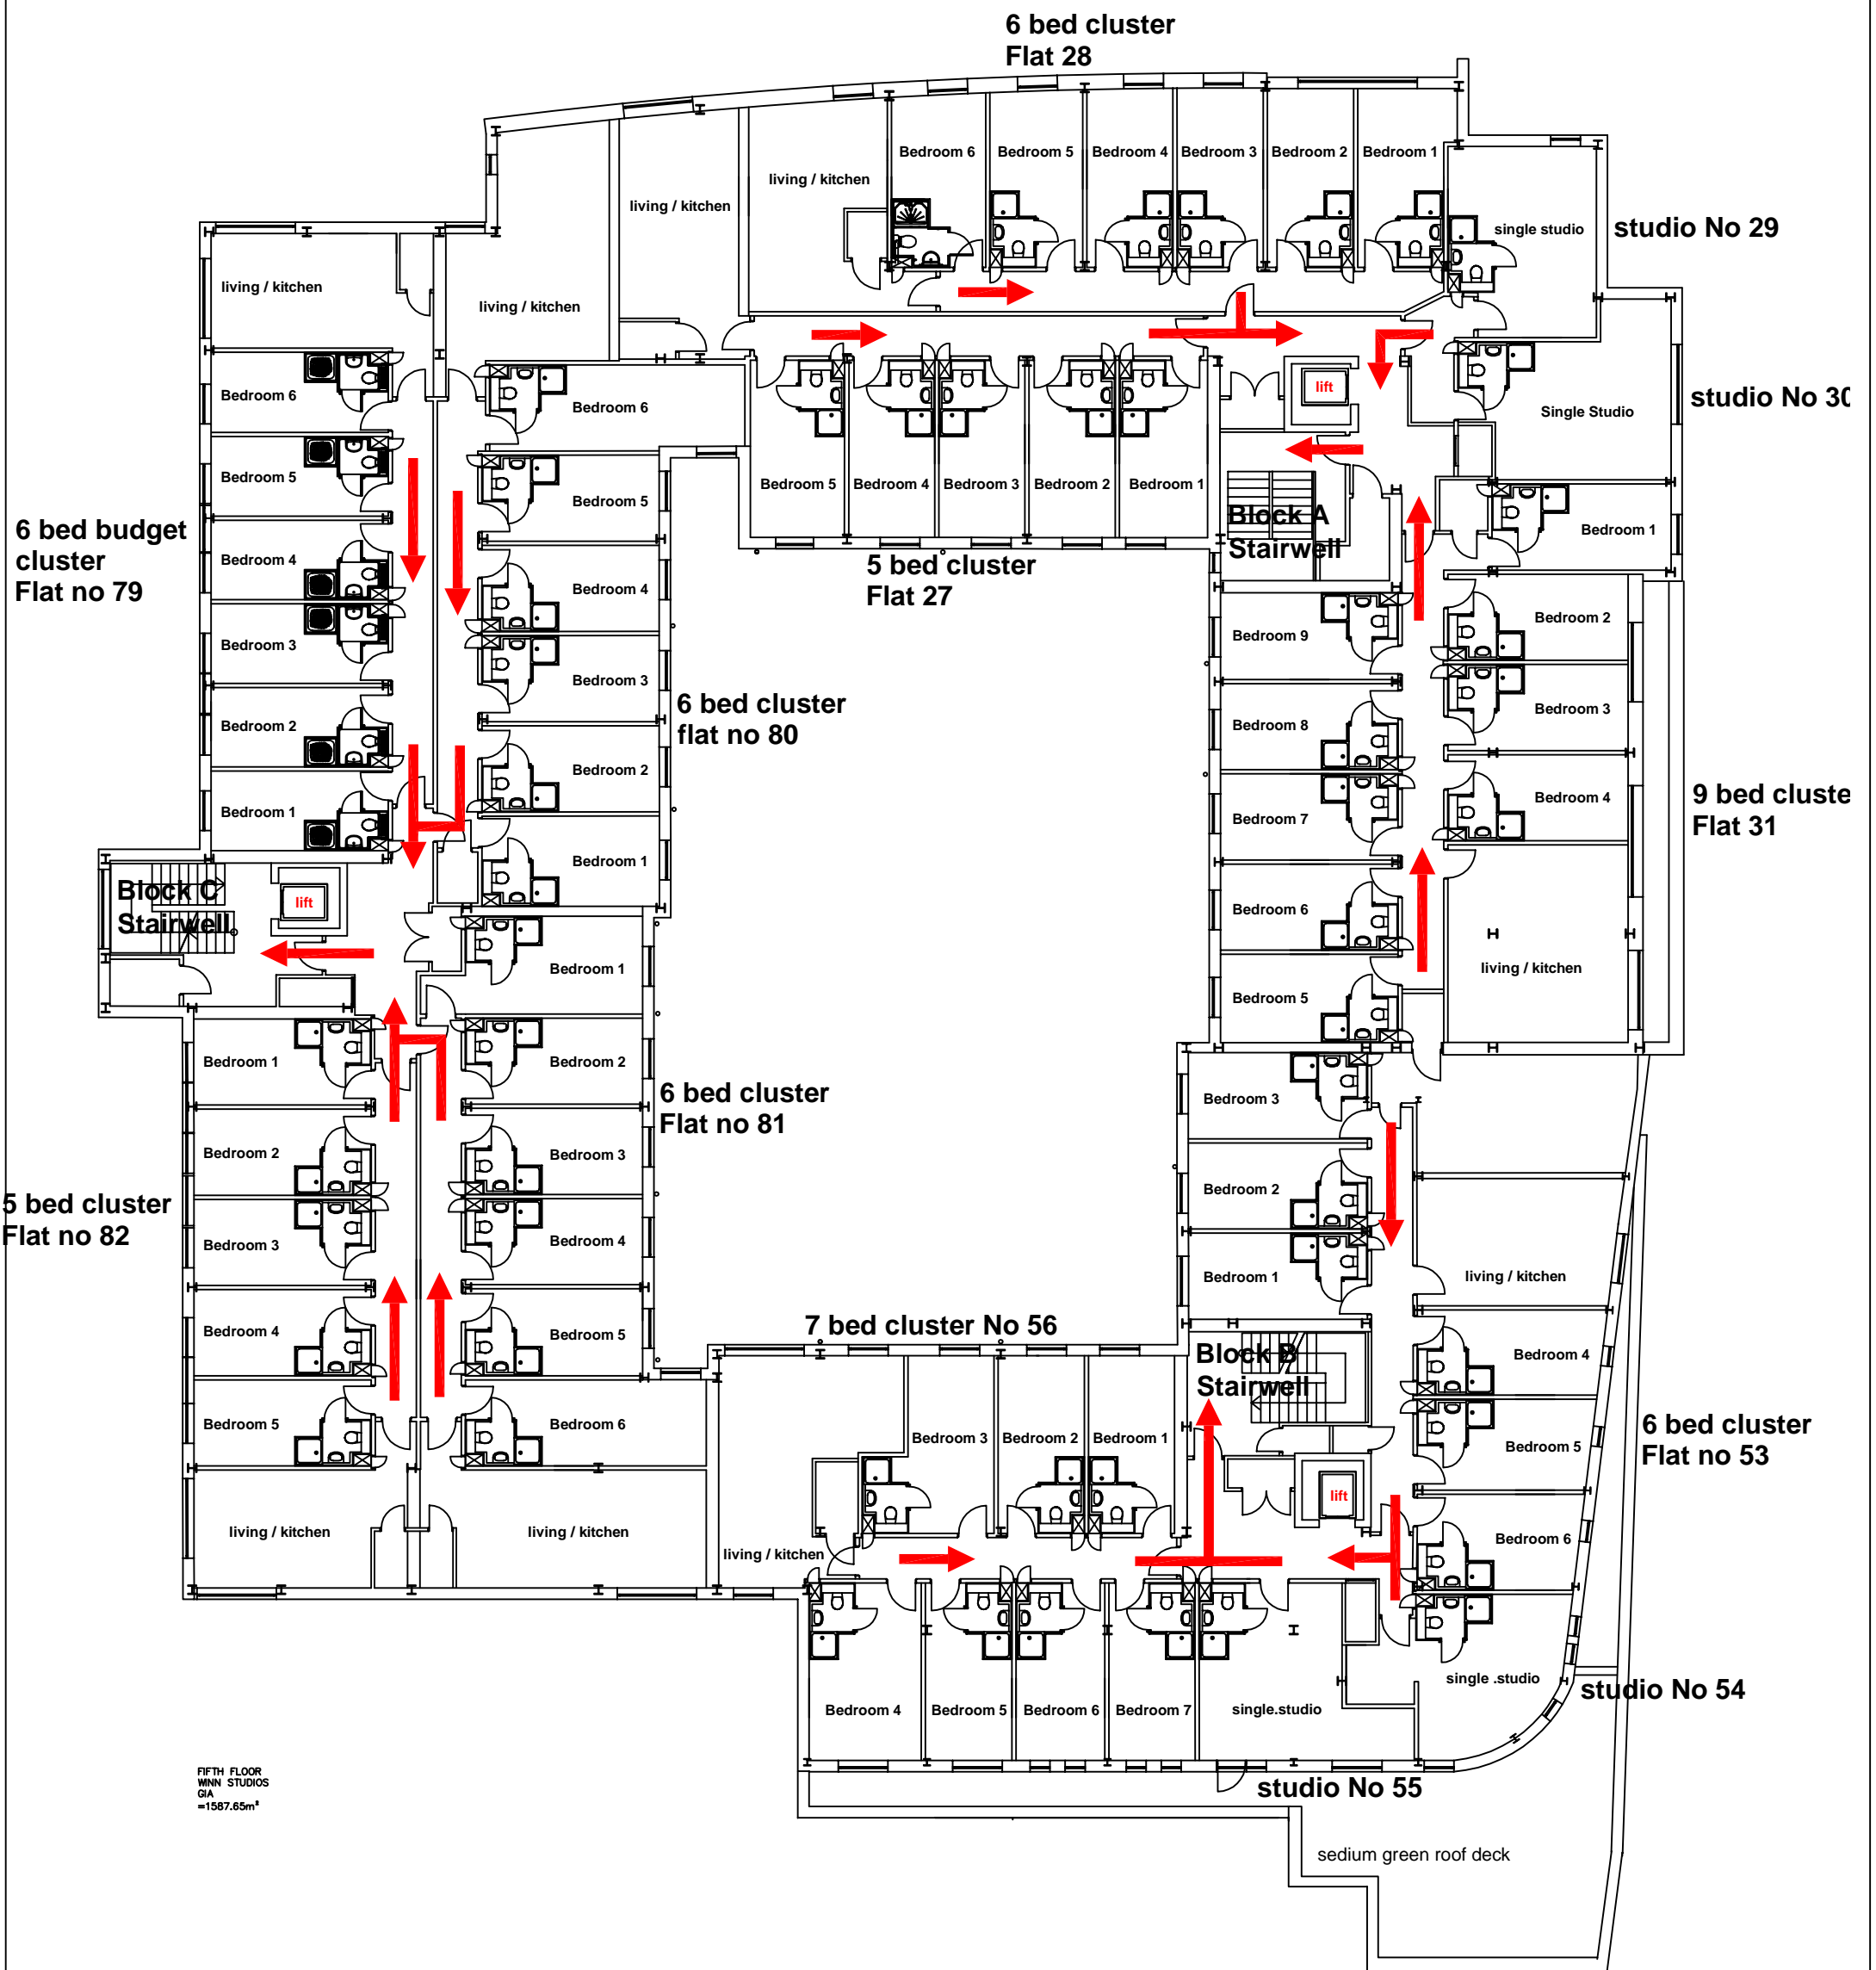 6 bed cluster
Flat 28
Bedroom 6
Bedroom 5
Bedroom 4
Bedroom 3
Bedroom 2
Bedroom 1
living / kitchen
living / kitchen
single studio
studio No 29
living / kitchen
living / kitchen
lift
Single Studio
studio No 30
Bedroom 6
Bedroom 6
Bedroom 5
Bedroom 5
Bedroom 5
Bedroom 4
Bedroom 3
Bedroom 2
Bedroom 1
6 bed budget
cluster
Flat no 79
Block A
Stairwell
Bedroom 1
Bedroom 4
Bedroom 4
5 bed cluster
Flat 27
Bedroom 3
Bedroom 3
Bedroom 9
Bedroom 2
6 bed cluster
flat no 80
Bedroom 2
Bedroom 2
Bedroom 8
Bedroom 3
Bedroom 1
Bedroom 1
Bedroom 7
Bedroom 4
9 bed cluste
Flat 31
Block C
Stairwell
lift
Bedroom 6
Bedroom 1
living / kitchen
Bedroom 5
Bedroom 1
Bedroom 2
6 bed cluster
Flat no 81
Bedroom 3
Bedroom 2
Bedroom 3
Bedroom 2
5 bed cluster
Flat no 82
Bedroom 3
Bedroom 4
Bedroom 1
living / kitchen
Bedroom 4
Bedroom 5
7 bed cluster No 56
Block B
Stairwell
Bedroom 4
Bedroom 5
Bedroom 6
Bedroom 3
Bedroom 2
Bedroom 1
Bedroom 5
6 bed cluster
Flat no 53
lift
living / kitchen
living / kitchen
living / kitchen
Bedroom 6
Bedroom 4
Bedroom 5
Bedroom 6
Bedroom 7
single.studio
single .studio
studio No 54
FIFTH FLOOR
WINN STUDIOS
GIA
=1587.65m²
studio No 55
sedium green roof deck